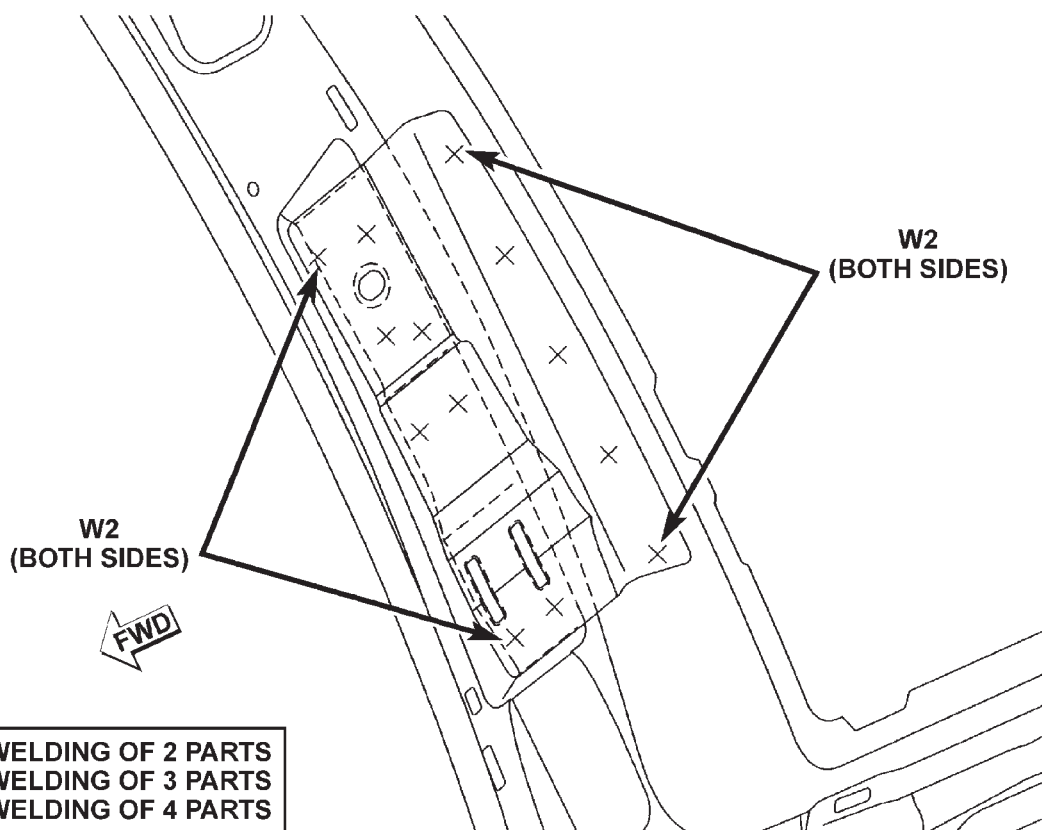 W2
(BOTH SIDES)
W2
(BOTH SIDES)
FWD
WELDING OF 2 PARTS
WELDING OF 3 PARTS
WELDING OF 4 PARTS